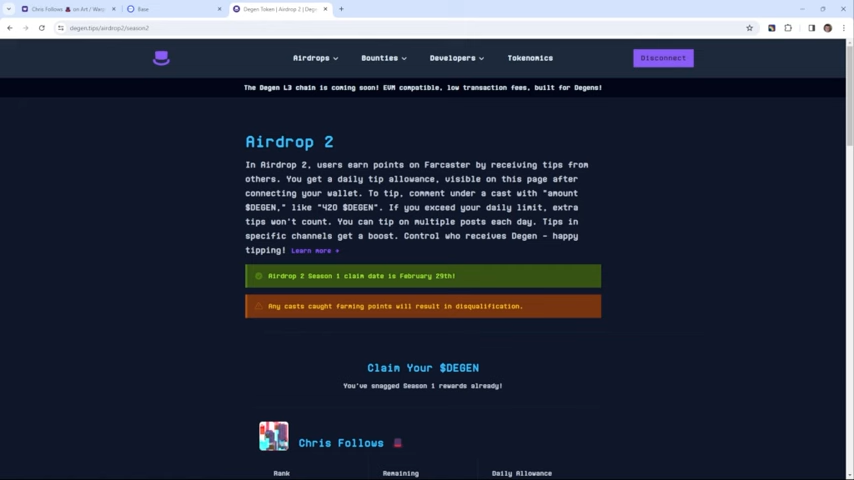 Chris Follows 🎩 on Art / Warp
Base
Degen Token | Airdrop 2 | Deg
degen.tips/airdrop2/season2
Airdrops
Bounties
Developers
Tokenomics
Disconnect
The Degen L3 chain is coming soon! EVM compatible, low transaction fees, built for Degens!
Airdrop 2
In Airdrop 2, users earn points on Farcaster by receiving tips from
others. You get a daily tip allowance, visible on this page after
connecting your wallet. To tip, comment under a cast with "amount
$DEGEN," like "420 $DEGEN". If you exceed your daily limit, extra
tips won't count. You can tip on multiple posts each day. Tips in
specific channels get a boost. Control who receives Degen – happy
tipping! Learn more →
Airdrop 2 Season 1 claim date is February 29th!
Any casts caught farming points will result in disqualification.
Claim Your $DEGEN
You've snagged Season 1 rewards already!
Chris Follows 🎩
Rank
Remaining
Daily Allowance